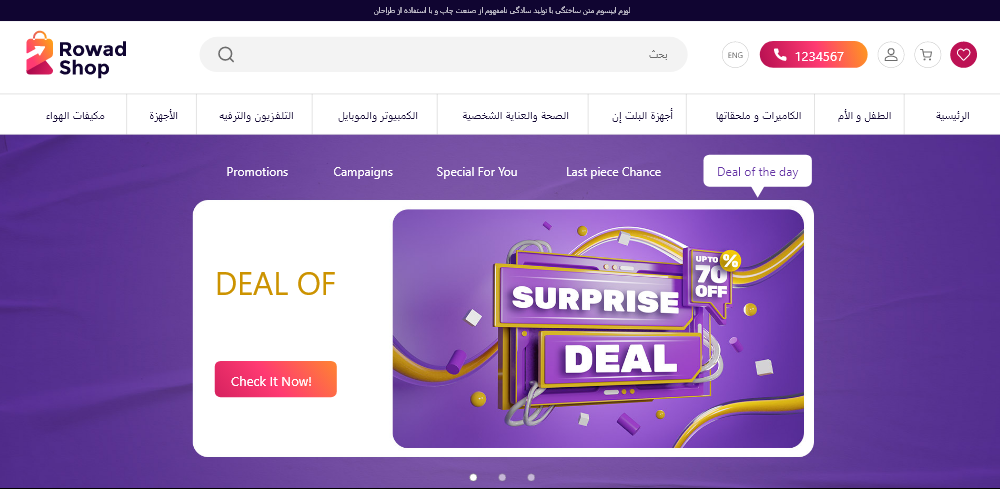 لورم ایپسوم متن ساختگی با تولید سادگی نامفهوم از صنعت چاپ و با استفاده از طراحان
Rowad
Shop
بحث
ENG
1234567
الرئيسية
الطفل و الأم
الكاميرات و ملحقاتها
أجهزة البلت إن
الصحة والعناية الشخصية
الكمبيوتر والموبايل
التلفزيون والترفيه
الأجهزة
مكيفات الهواء
Promotions
Campaigns
Special For You
Last piece Chance
Deal of the day
DEAL OF
Check It Now!
SURPRISE
DEAL
UP TO
%
70
OFF